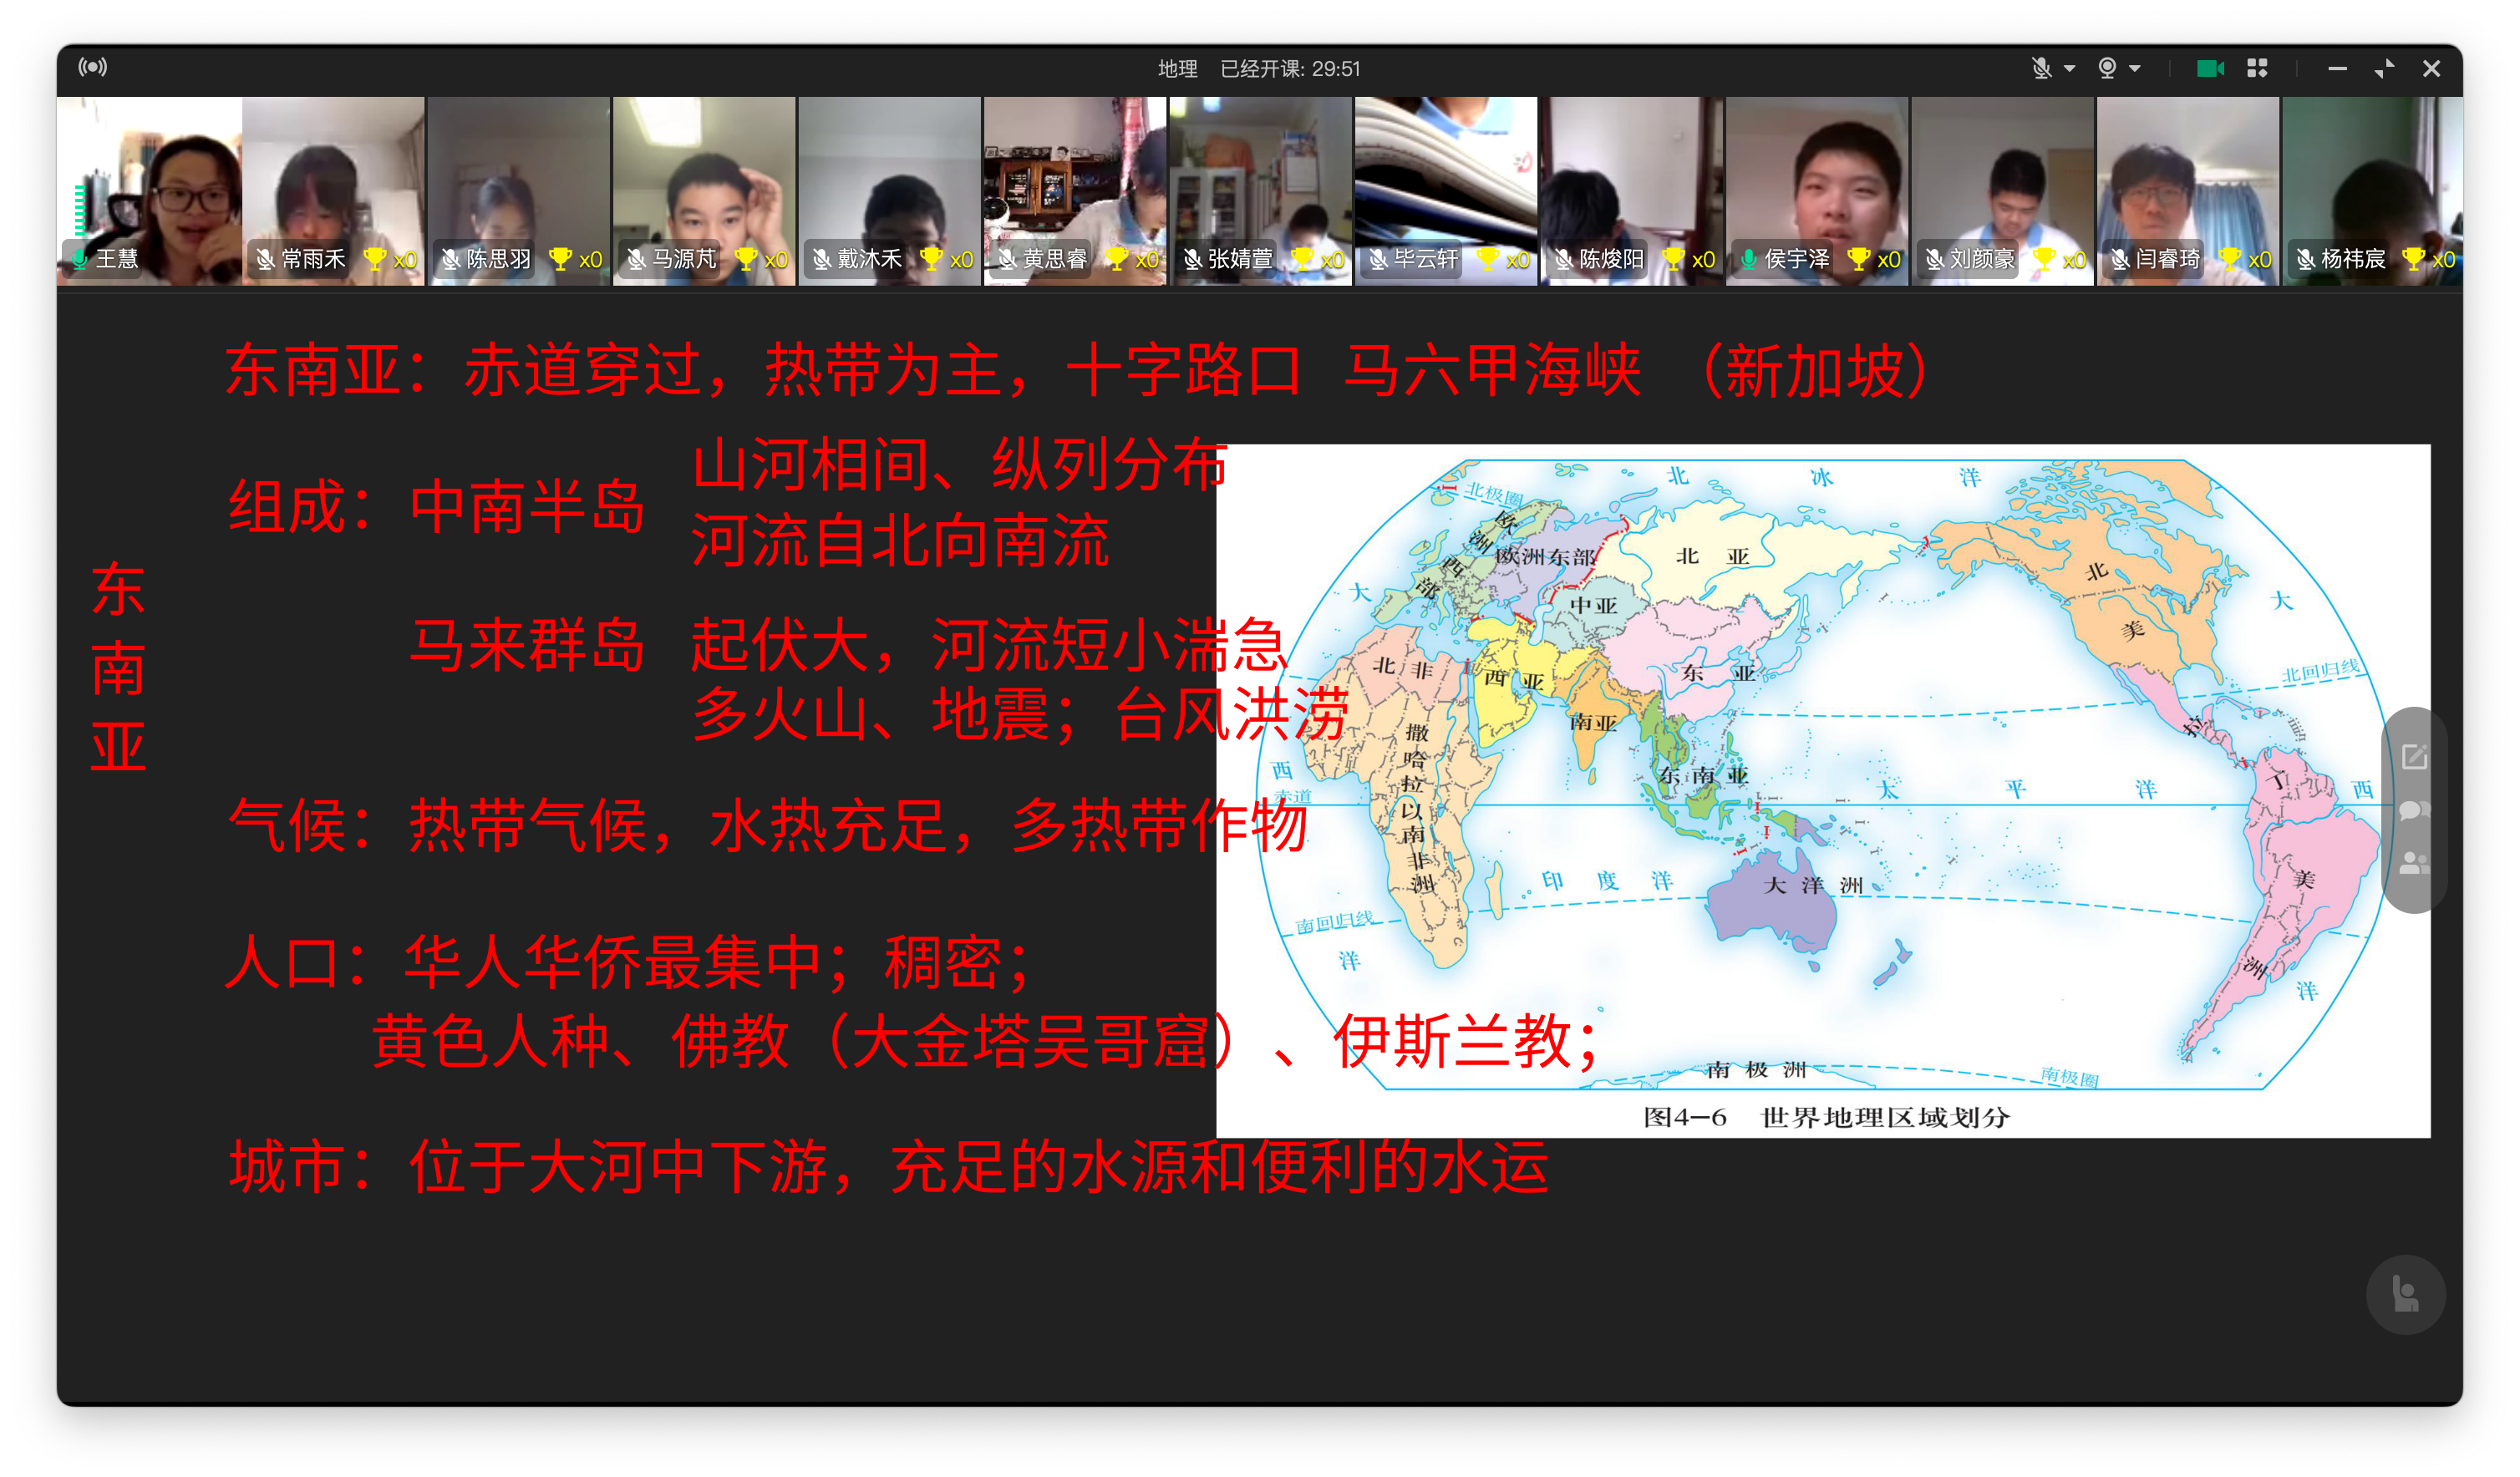 地理 已经开课: 29:51
王慧
常雨禾 x0
陈思羽 x0
马源芃 x0
戴沐禾 x0
黄思睿 x0
张婧萱 x0
毕云轩 x0
陈焌阳 x0
侯宇泽 x0
刘颜豪 x0
闫睿琦 x0
杨祎宸 x0
东南亚：赤道穿过，热带为主，十字路口 马六甲海峡 （新加坡）
东南亚
组成：中南半岛
山河相间、纵列分布
河流自北向南流
马来群岛 起伏大，河流短小湍急
多火山、地震；台风洪涝
气候：热带气候，水热充足，多热带作物
人口：华人华侨最集中；稠密；
黄色人种、佛教（大金塔吴哥窟）、伊斯兰教；
城市：位于大河中下游，充足的水源和便利的水运
北冰洋
北极圈
欧洲西部
欧洲东部
北亚
中亚
东亚
西亚
南亚
东南亚
北非
撒哈拉以南非洲
北美
拉丁美洲
大西洋
大西洋
北回归线
赤道
太平洋
印度洋
大洋洲
南回归线
南极洲
南极圈
图4-6 世界地理区域划分